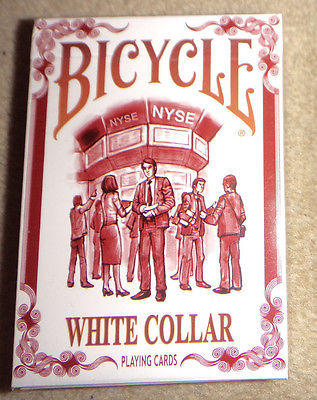 BICYCLE®
NYSE NYSE
WHITE COLLAR
PLAYING CARDS